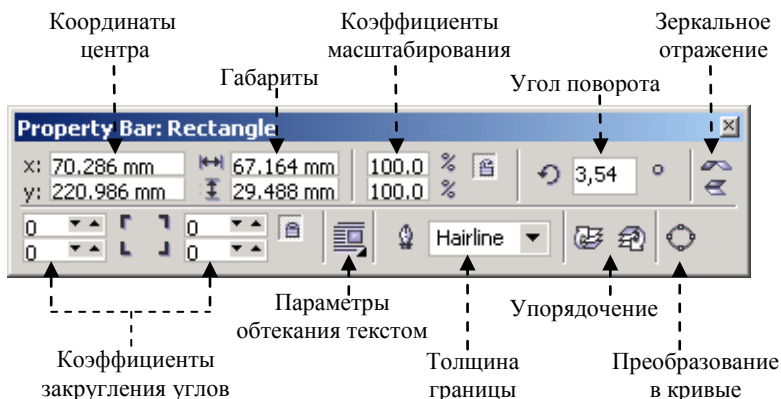 Координаты
центра
Коэффициенты
масштабирования
Зеркальное
отражение
Габариты
Угол поворота
Property Bar: Rectangle
x: 70.286 mm 67.164 mm 100.0 % 3,54 °
y: 220.986 mm 29.488 mm 100.0 %
0 0 Hairline
0 0
Параметры
обтекания текстом
Упорядочение
Коэффициенты
закругления углов
Толщина
границы
Преобразование
в кривые